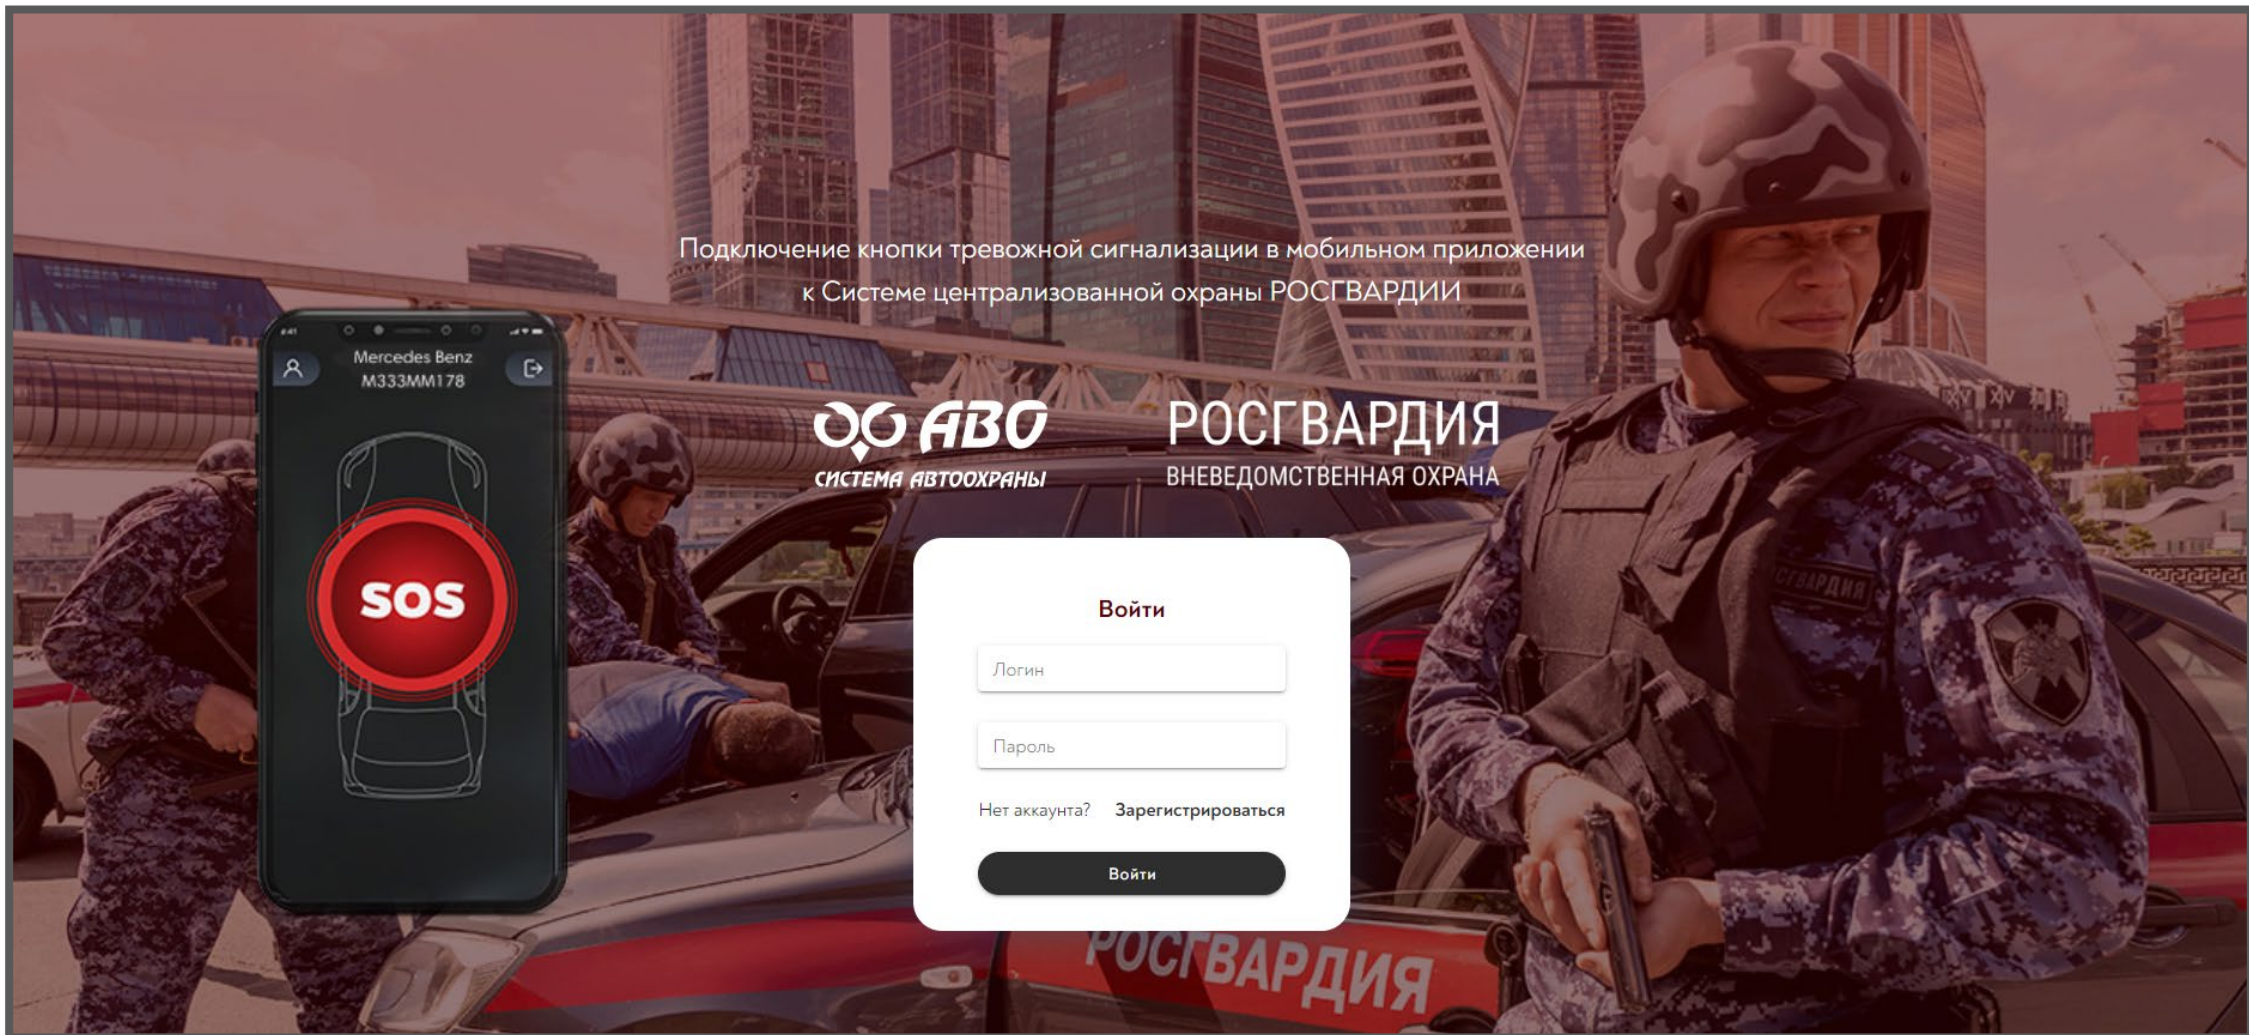 Подключение кнопки тревожной сигнализации в мобильном приложении
к Системе централизованной охраны РОСГВАРДИИ
Mercedes Benz
М333ММ178
SOS
АВО
СИСТЕМА АВТООХРАНЫ
РОСГВАРДИЯ
ВНЕВЕДОМСТВЕННАЯ ОХРАНА
Войти
Логин
Пароль
Нет аккаунта? Зарегистрироваться
Войти
РОСГВАРДИЯ